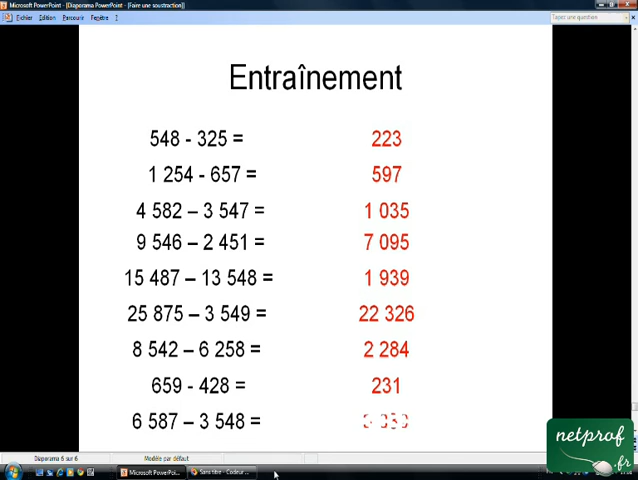 Microsoft PowerPoint - [Diaporama PowerPoint - [Faire une soustraction]]
Fichier Edition Parcourir Fenêtre ? Tapez une question
Entraînement
548 - 325 = 223
1 254 - 657 = 597
4 582 – 3 547 = 1 035
9 546 – 2 451 = 7 095
15 487 – 13 548 = 1 939
25 875 – 3 549 = 22 326
8 542 – 6 258 = 2 284
659 - 428 = 231
6 587 – 3 548 =
netprof
.fr
Diaporama 6 sur 6 Modèle par défaut
Microsoft PowerPoint... Sans titre - Codeur ...